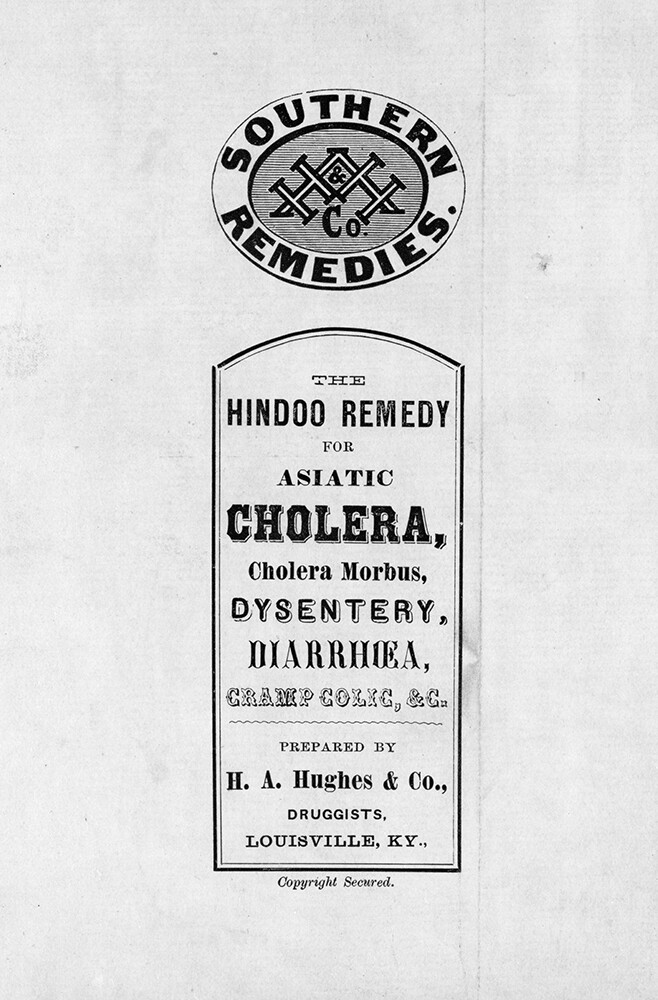 SOUTHERN
HAH
&
Co.
REMEDIES.
THE
HINDOO REMEDY
FOR
ASIATIC
CHOLERA,
Cholera Morbus,
DYSENTERY,
DIARRHŒA,
CRAMP COLIC, &C.
PREPARED BY
H. A. Hughes & Co.,
DRUGGISTS,
LOUISVILLE, KY.,
Copyright Secured.